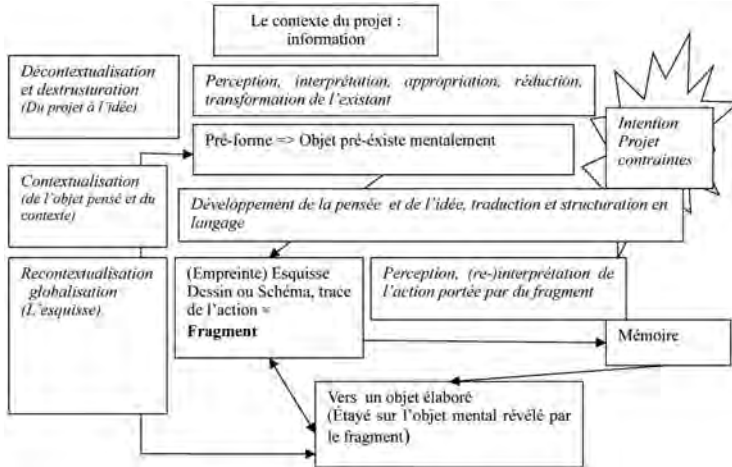 Le contexte du projet :
information
Décontextualisation
et destrusturation
(Du projet à l'idée)
Perception, interprétation, appropriation, réduction,
transformation de l'existant
Intention
Projet
contraintes
Pré-forme => Objet pré-éxiste mentalement
Contextualisation
(de l'objet pensé et du
contexte)
Développement de la pensée et de l'idée, traduction et structuration en
langage
Recontextualisation
globalisation
(L'esquisse)
(Empreinte) Esquisse
Dessin ou Schéma, trace
de l'action =
Fragment
Perception, (re-)interprétation de
l'action portée par du fragment
Mémoire
Vers un objet élaboré
(Étayé sur l'objet mental révélé par
le fragment)